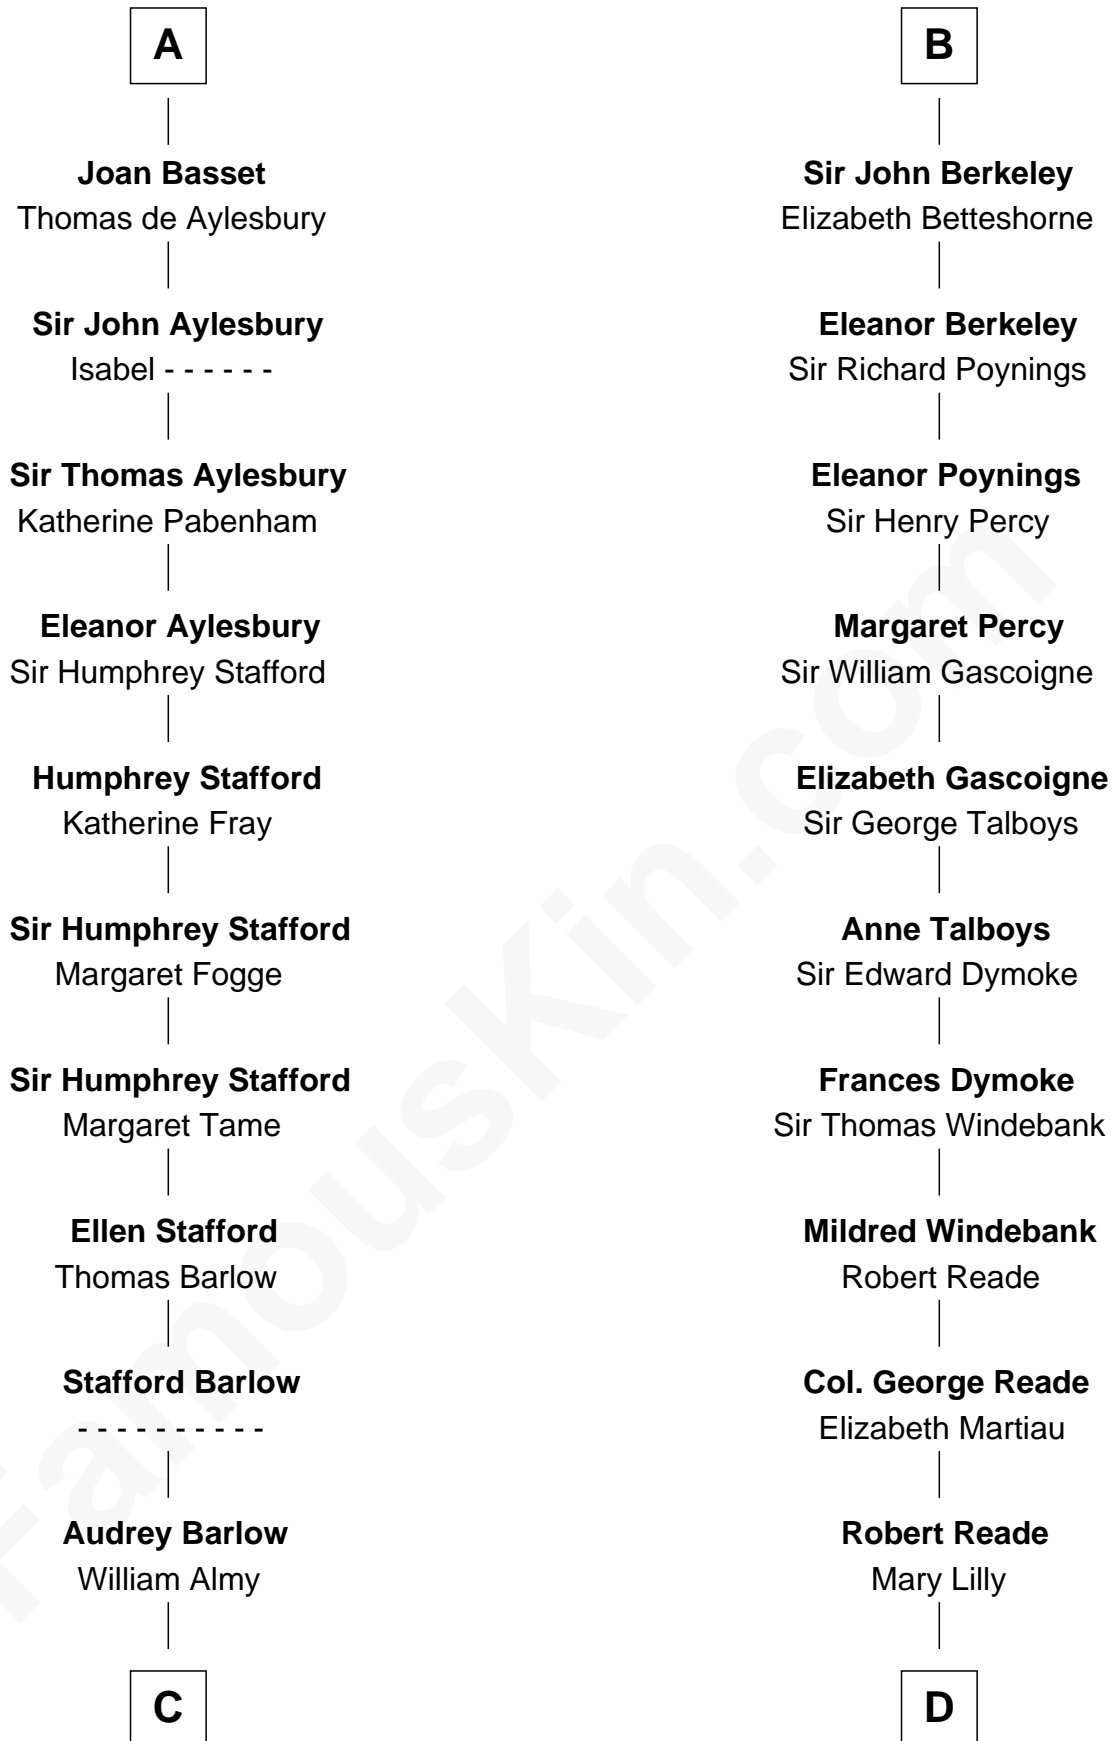 A
Joan Basset
Thomas de Aylesbury
Sir John Aylesbury
Isabel - - - - - -
Sir Thomas Aylesbury
Katherine Pabenham
Eleanor Aylesbury
Sir Humphrey Stafford
Humphrey Stafford
Katherine Fray
Sir Humphrey Stafford
Margaret Fogge
Sir Humphrey Stafford
Margaret Tame
Ellen Stafford
Thomas Barlow
Stafford Barlow
- - - - - - - - - -
Audrey Barlow
William Almy
C
B
Sir John Berkeley
Elizabeth Betteshorne
Eleanor Berkeley
Sir Richard Poynings
Eleanor Poynings
Sir Henry Percy
Margaret Percy
Sir William Gascoigne
Elizabeth Gascoigne
Sir George Talboys
Anne Talboys
Sir Edward Dymoke
Frances Dymoke
Sir Thomas Windebank
Mildred Windebank
Robert Reade
Col. George Reade
Elizabeth Martiau
Robert Reade
Mary Lilly
D
FamousKin.com